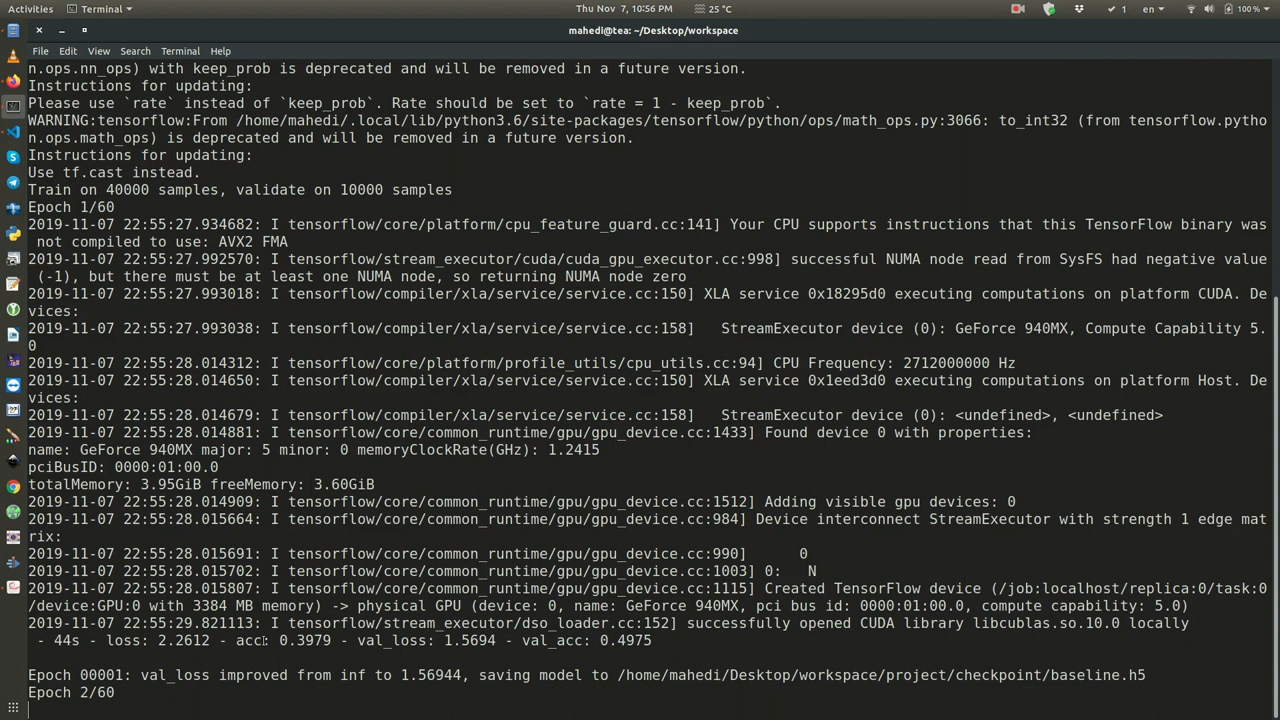 Activities
Terminal
Thu Nov 7, 10:56 PM
25 °C
1
en
100 %
mahedi@tea: ~/Desktop/workspace
File Edit View Search Terminal Help
n.ops.nn_ops) with keep_prob is deprecated and will be removed in a future version.
Instructions for updating:
Please use `rate` instead of `keep_prob`. Rate should be set to `rate = 1 - keep_prob`.
WARNING:tensorflow:From /home/mahedi/.local/lib/python3.6/site-packages/tensorflow/python/ops/math_ops.py:3066: to_int32 (from tensorflow.pytho
n.ops.math_ops) is deprecated and will be removed in a future version.
Instructions for updating:
Use tf.cast instead.
Train on 40000 samples, validate on 10000 samples
Epoch 1/60
2019-11-07 22:55:27.934682: I tensorflow/core/platform/cpu_feature_guard.cc:141] Your CPU supports instructions that this TensorFlow binary was
 not compiled to use: AVX2 FMA
2019-11-07 22:55:27.992570: I tensorflow/stream_executor/cuda/cuda_gpu_executor.cc:998] successful NUMA node read from SysFS had negative value
 (-1), but there must be at least one NUMA node, so returning NUMA node zero
2019-11-07 22:55:27.993018: I tensorflow/compiler/xla/service/service.cc:150] XLA service 0x18295d0 executing computations on platform CUDA. De
vices:
2019-11-07 22:55:27.993038: I tensorflow/compiler/xla/service/service.cc:158]   StreamExecutor device (0): GeForce 940MX, Compute Capability 5.
0
2019-11-07 22:55:28.014312: I tensorflow/core/platform/profile_utils/cpu_utils.cc:94] CPU Frequency: 2712000000 Hz
2019-11-07 22:55:28.014650: I tensorflow/compiler/xla/service/service.cc:150] XLA service 0x1eed3d0 executing computations on platform Host. De
vices:
2019-11-07 22:55:28.014679: I tensorflow/compiler/xla/service/service.cc:158]   StreamExecutor device (0): <undefined>, <undefined>
2019-11-07 22:55:28.014881: I tensorflow/core/common_runtime/gpu/gpu_device.cc:1433] Found device 0 with properties:
name: GeForce 940MX major: 5 minor: 0 memoryClockRate(GHz): 1.2415
pciBusID: 0000:01:00.0
totalMemory: 3.95GiB freeMemory: 3.60GiB
2019-11-07 22:55:28.014909: I tensorflow/core/common_runtime/gpu/gpu_device.cc:1512] Adding visible gpu devices: 0
2019-11-07 22:55:28.015664: I tensorflow/core/common_runtime/gpu/gpu_device.cc:984] Device interconnect StreamExecutor with strength 1 edge mat
rix:
2019-11-07 22:55:28.015691: I tensorflow/core/common_runtime/gpu/gpu_device.cc:990]      0
2019-11-07 22:55:28.015702: I tensorflow/core/common_runtime/gpu/gpu_device.cc:1003] 0:   N
2019-11-07 22:55:28.015807: I tensorflow/core/common_runtime/gpu/gpu_device.cc:1115] Created TensorFlow device (/job:localhost/replica:0/task:0
/device:GPU:0 with 3384 MB memory) -> physical GPU (device: 0, name: GeForce 940MX, pci bus id: 0000:01:00.0, compute capability: 5.0)
2019-11-07 22:55:29.821113: I tensorflow/stream_executor/dso_loader.cc:152] successfully opened CUDA library libcublas.so.10.0 locally
 - 44s - loss: 2.2612 - acc: 0.3979 - val_loss: 1.5694 - val_acc: 0.4975
Epoch 00001: val_loss improved from inf to 1.56944, saving model to /home/mahedi/Desktop/workspace/project/checkpoint/baseline.h5
Epoch 2/60